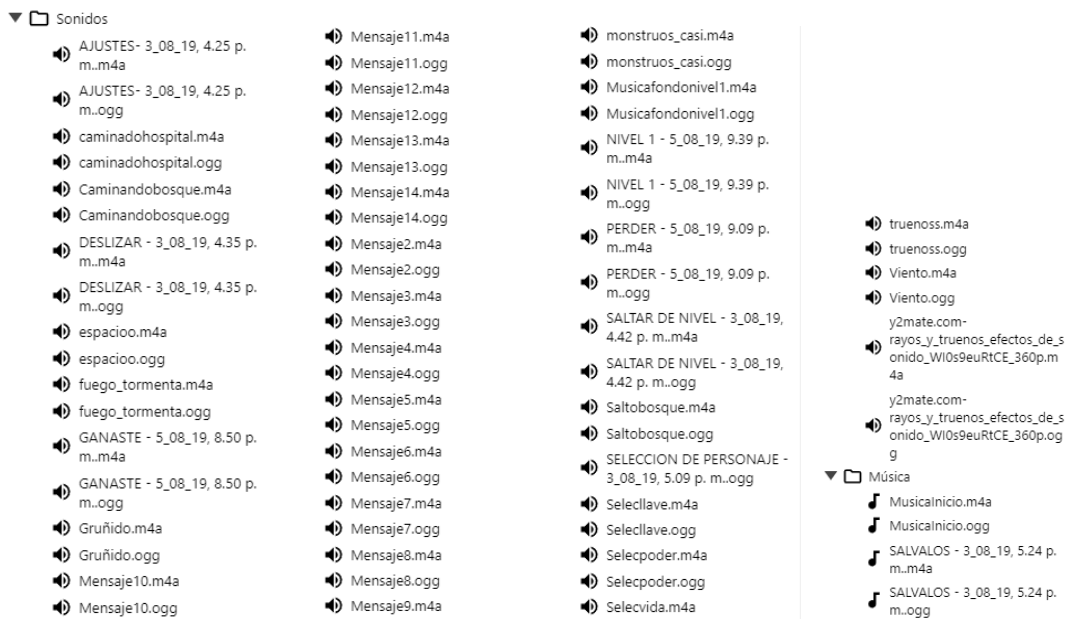 Sonidos
AJUSTES- 3_08_19, 4.25 p.
m..m4a
AJUSTES- 3_08_19, 4.25 p.
m..ogg
caminadohospital.m4a
caminadohospital.ogg
Caminandobosque.m4a
Caminandobosque.ogg
DESLIZAR - 3_08_19, 4.35 p.
m..m4a
DESLIZAR - 3_08_19, 4.35 p.
m..ogg
espacioo.m4a
espacioo.ogg
fuego_tormenta.m4a
fuego_tormenta.ogg
GANASTE - 5_08_19, 8.50 p.
m..m4a
GANASTE - 5_08_19, 8.50 p.
m..ogg
Gruñido.m4a
Gruñido.ogg
Mensaje10.m4a
Mensaje10.ogg
Mensaje11.m4a
Mensaje11.ogg
Mensaje12.m4a
Mensaje12.ogg
Mensaje13.m4a
Mensaje13.ogg
Mensaje14.m4a
Mensaje14.ogg
Mensaje2.m4a
Mensaje2.ogg
Mensaje3.m4a
Mensaje3.ogg
Mensaje4.m4a
Mensaje4.ogg
Mensaje5.m4a
Mensaje5.ogg
Mensaje6.m4a
Mensaje6.ogg
Mensaje7.m4a
Mensaje7.ogg
Mensaje8.m4a
Mensaje8.ogg
Mensaje9.m4a
monstruos_casi.m4a
monstruos_casi.ogg
Musicafondonivel1.m4a
Musicafondonivel1.ogg
NIVEL 1 - 5_08_19, 9.39 p.
m..m4a
NIVEL 1 - 5_08_19, 9.39 p.
m..ogg
PERDER - 5_08_19, 9.09 p.
m..m4a
PERDER - 5_08_19, 9.09 p.
m..ogg
SALTAR DE NIVEL - 3_08_19,
4.42 p. m..m4a
SALTAR DE NIVEL - 3_08_19,
4.42 p. m..ogg
Saltobosque.m4a
Saltobosque.ogg
SELECCION DE PERSONAJE -
3_08_19, 5.09 p. m..ogg
Selecllave.m4a
Selecllave.ogg
Selecpoder.m4a
Selecpoder.ogg
Selecvida.m4a
truenoss.m4a
truenoss.ogg
Viento.m4a
Viento.ogg
y2mate.com-
rayos_y_truenos_efectos_de_s
onido_WI0s9euRtCE_360p.m
4a
y2mate.com-
rayos_y_truenos_efectos_de_s
onido_WI0s9euRtCE_360p.og
g
Música
MusicaInicio.m4a
MusicaInicio.ogg
SALVALOS - 3_08_19, 5.24 p.
m..m4a
SALVALOS - 3_08_19, 5.24 p.
m..ogg